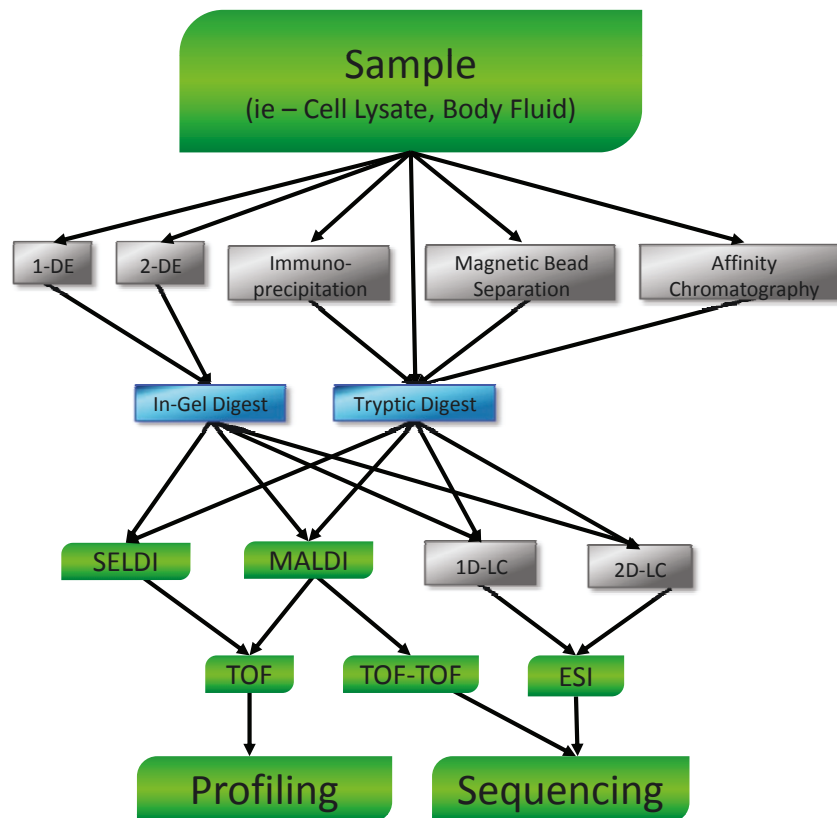 Sample
(ie – Cell Lysate, Body Fluid)
1-DE
2-DE
Immuno-
precipitation
Magnetic Bead
Separation
Affinity
Chromatography
In-Gel Digest
Tryptic Digest
SELDI
MALDI
1D-LC
2D-LC
TOF
TOF-TOF
ESI
Profiling
Sequencing